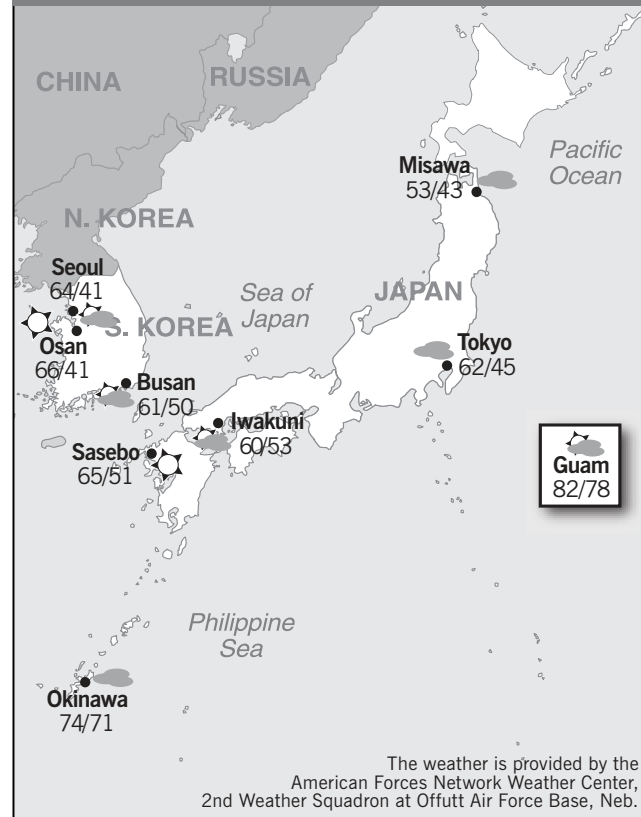 CHINA
RUSSIA
Pacific
Ocean
Misawa
53/43
N. KOREA
Seoul
64/41
Sea of
Japan
JAPAN
S. KOREA
Osan
66/41
Tokyo
62/45
Busan
61/50
Iwakuni
60/53
Sasebo
65/51
Guam
82/78
Philippine
Sea
Okinawa
74/71
The weather is provided by the
American Forces Network Weather Center,
2nd Weather Squadron at Offutt Air Force Base, Neb.